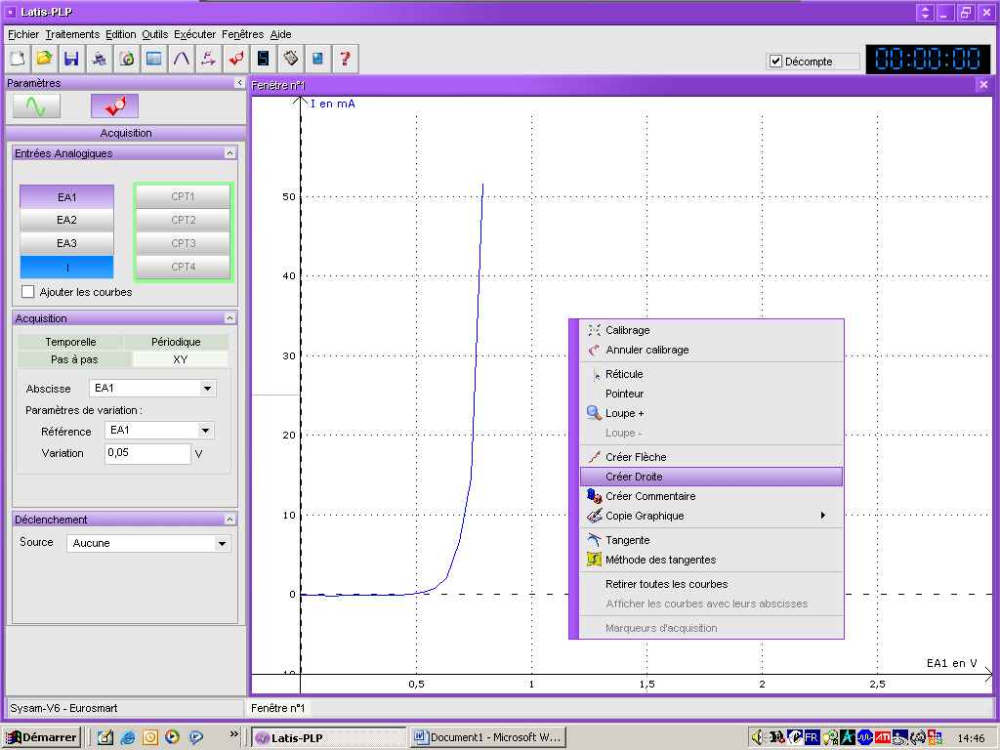 Latis-PLP
Fichier Traitements Edition Outils Exécuter Fenêtres Aide
Décompte
00:00:00
Paramètres
Fenêtre n°1
Acquisition
Entrées Analogiques
EA1 CPT1
EA2 CPT2
EA3 CPT3
I CPT4
Ajouter les courbes
Acquisition
Temporelle Périodique
Pas à pas XY
Abscisse EA1
Paramètres de variation :
Référence EA1
Variation 0,05 V
Déclenchement
Source Aucune
I en mA
50
40
30
20
10
0
10
0,5 1 1,5 2 2,5
EA1 en V
Calibrage
Annuler calibrage
Réticule
Pointeur
Loupe +
Loupe -
Créer Flèche
Créer Droite
Créer Commentaire
Copie Graphique
Tangente
Méthode des tangentes
Retirer toutes les courbes
Afficher les courbes avec leurs abscisses
Marqueurs d'acquisition
Sysam-V6 - Eurosmart
Fenêtre n°1
Démarrer
»
Latis-PLP
Document1 - Microsoft W...
FR
ATI
14:46